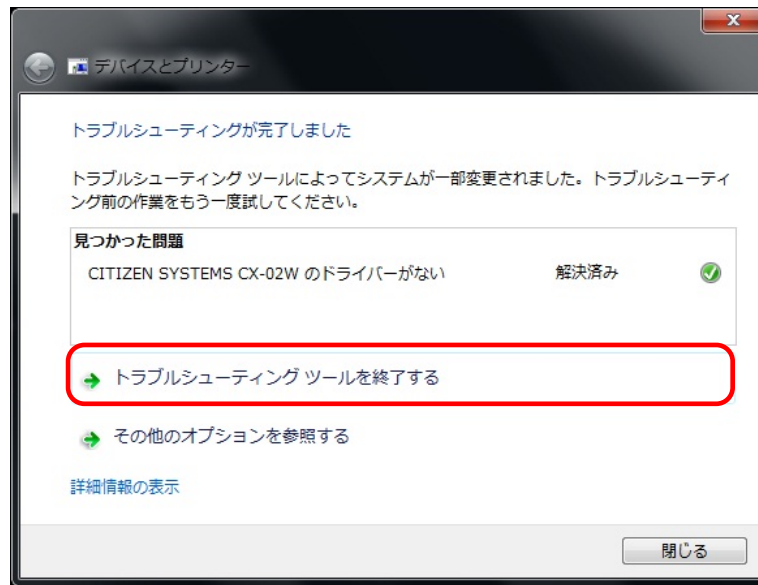 デバイスとプリンター
トラブルシューティングが完了しました
トラブルシューティング ツールによってシステムが一部変更されました。トラブルシューティ
ング前の作業をもう一度試してください。
見つかった問題
CITIZEN SYSTEMS CX-02W のドライバーがない 解決済み
トラブルシューティング ツールを終了する
その他のオプションを参照する
詳細情報の表示
閉じる